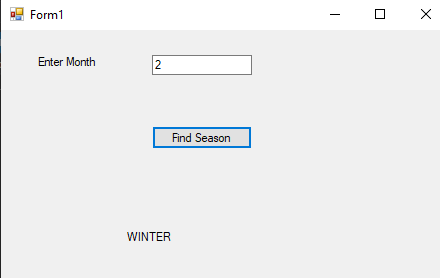 Form1
Enter Month
2
Find Season
WINTER